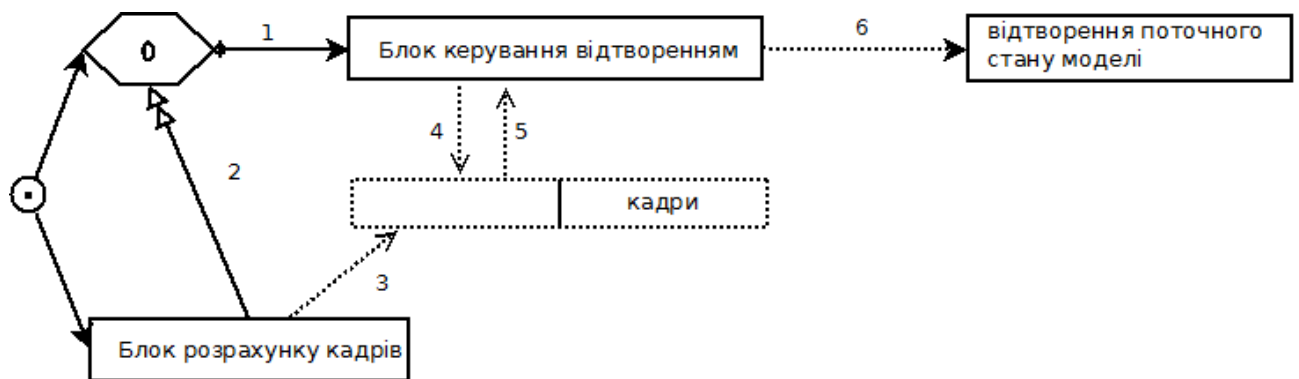 1
0
Блок керування відтворенням
6
відтворення поточного
стану моделі
4
5
2
кадри
3
Блок розрахунку кадрів